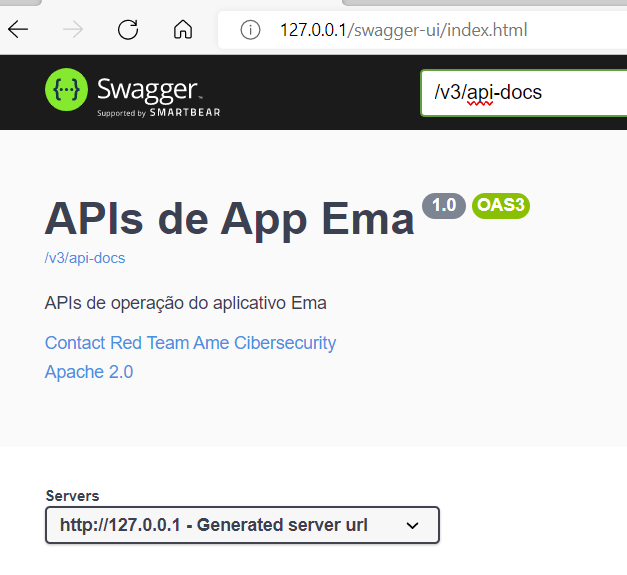 127.0.0.1/swagger-ui/index.html
{···} Swagger™
Supported by SMARTBEAR
/v3/api-docs
APIs de App Ema 1.0 OAS3
/v3/api-docs
APIs de operação do aplicativo Ema
Contact Red Team Ame Cibersecurity
Apache 2.0
Servers
http://127.0.0.1 - Generated server url